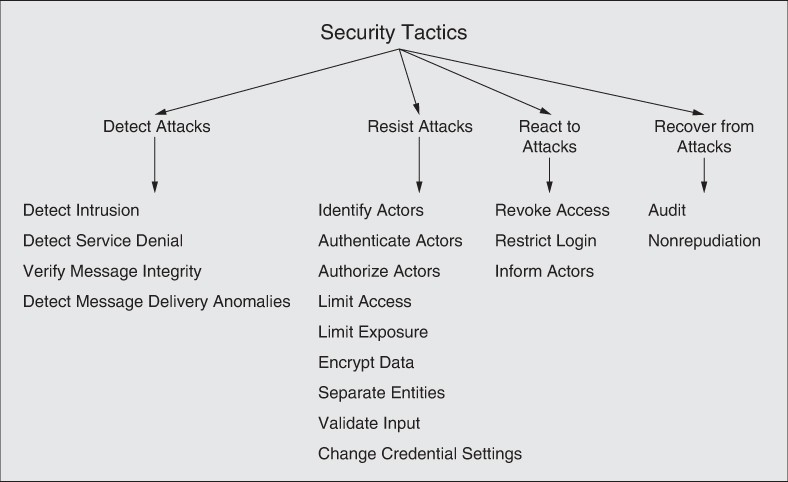 Security Tactics
Detect Attacks
Resist Attacks
React to
Attacks
Recover from
Attacks
Detect Intrusion
Detect Service Denial
Verify Message Integrity
Detect Message Delivery Anomalies
Identify Actors
Authenticate Actors
Authorize Actors
Limit Access
Limit Exposure
Encrypt Data
Separate Entities
Validate Input
Change Credential Settings
Revoke Access
Restrict Login
Inform Actors
Audit
Nonrepudiation